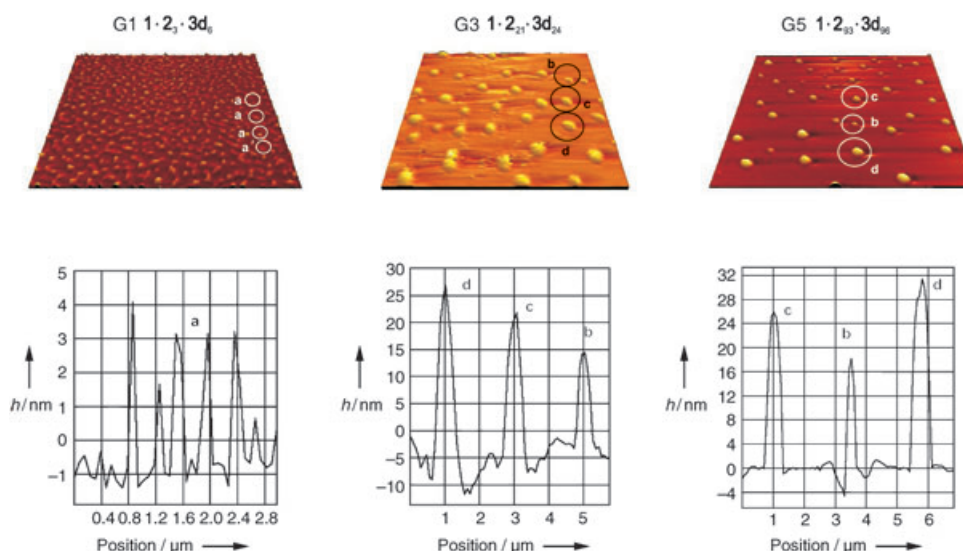 G1 1·2₃·3d₆
G3 1·2₂₁·3d₂₄
G5 1·2₉₃·3d₉₆
a
a
a
a
b
c
d
c
b
d
5
4
3
2
1
0
−1
h/nm
a
0.4 0.8 1.2 1.6 2.0 2.4 2.8
Position / µm
30
25
20
15
10
5
0
−5
−10
h/nm
d
c
b
1 2 3 4 5
Position / µm
32
28
24
20
16
12
8
4
0
−4
h/nm
c
b
d
1 2 3 4 5 6
Position / µm